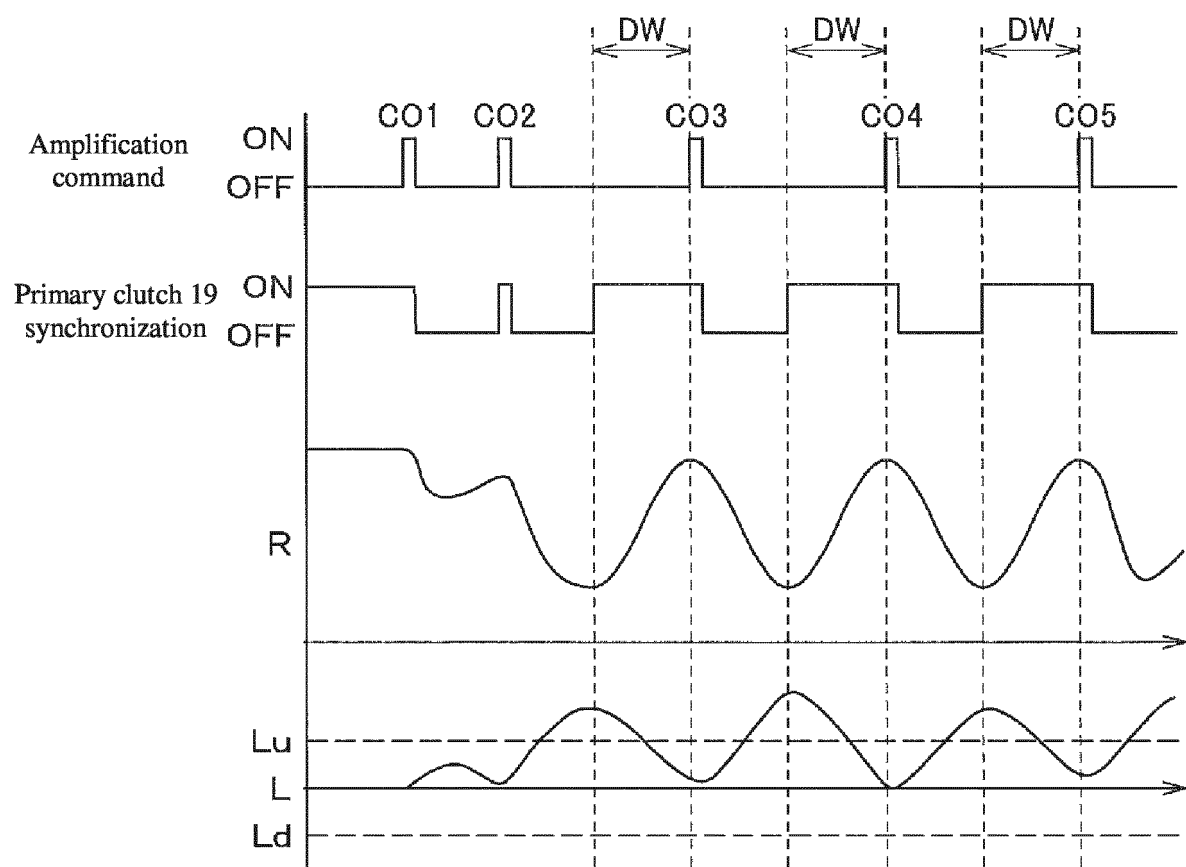 DW DW DW
CO1 CO2 CO3 CO4 CO5
Amplification
command
ON
OFF
Primary clutch 19
synchronization
ON
OFF
R
Lu
L
Ld